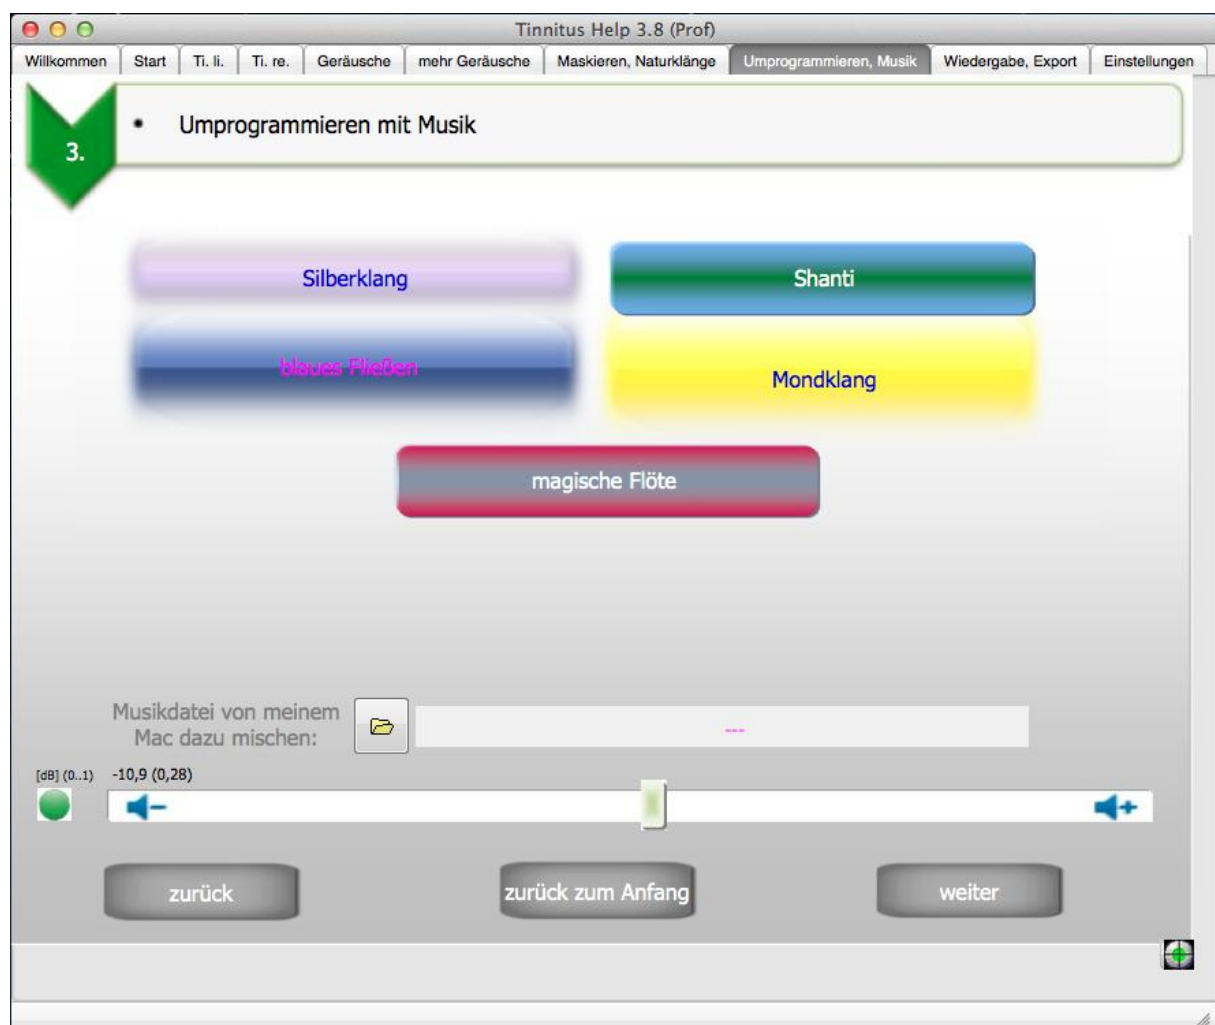 Tinnitus Help 3.8 (Prof)
Willkommen Start Ti. li. Ti. re. Geräusche mehr Geräusche Maskieren, Naturklänge Umprogrammieren, Musik Wiedergabe, Export Einstellungen
3.
• Umprogrammieren mit Musik
Silberklang Shanti
blaues Fließen Mondklang
magische Flöte
Musikdatei von meinem
Mac dazu mischen:
---
[dB] (0..1) -10,9 (0,28)
zurück zurück zum Anfang weiter